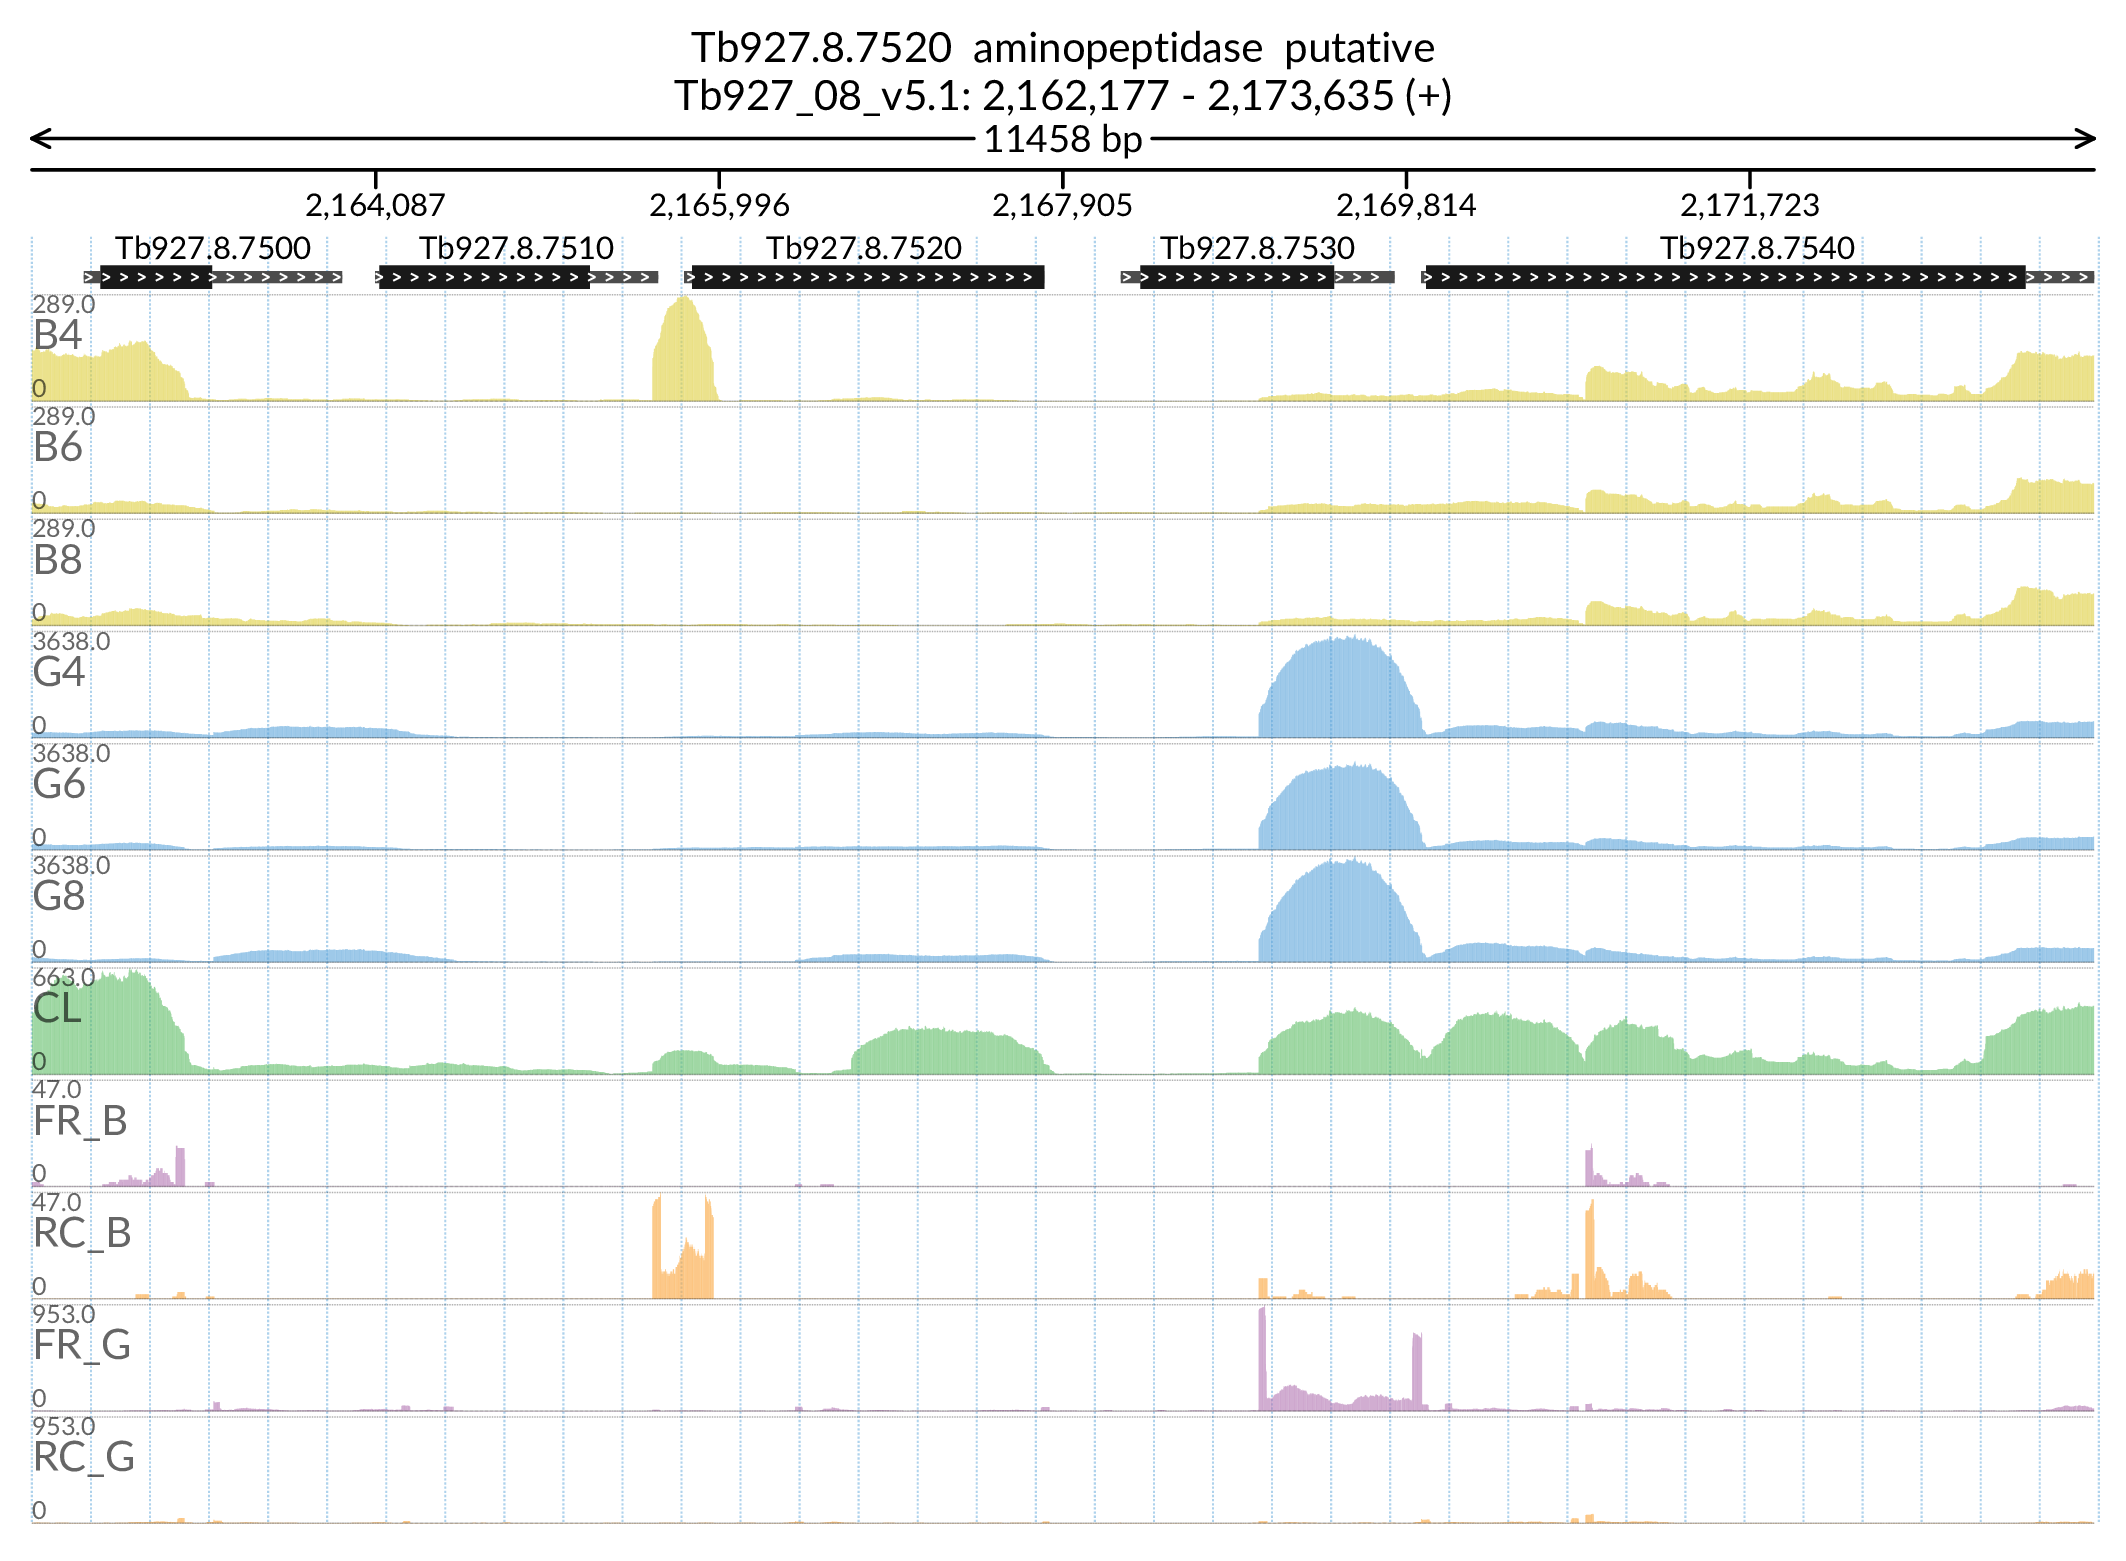 Tb927.8.7520 aminopeptidase putative
Tb927_08_v5.1: 2,162,177 - 2,173,635 (+)
11458 bp
2,164,087 2,165,996 2,167,905 2,169,814 2,171,723
Tb927.8.7500 Tb927.8.7510 Tb927.8.7520 Tb927.8.7530 Tb927.8.7540
289.0
B4
0
289.0
B6
0
289.0
B8
0
3638.0
G4
0
3638.0
G6
0
3638.0
G8
0
663.0
CL
0
47.0
FR_B
0
47.0
RC_B
0
953.0
FR_G
0
953.0
RC_G
0